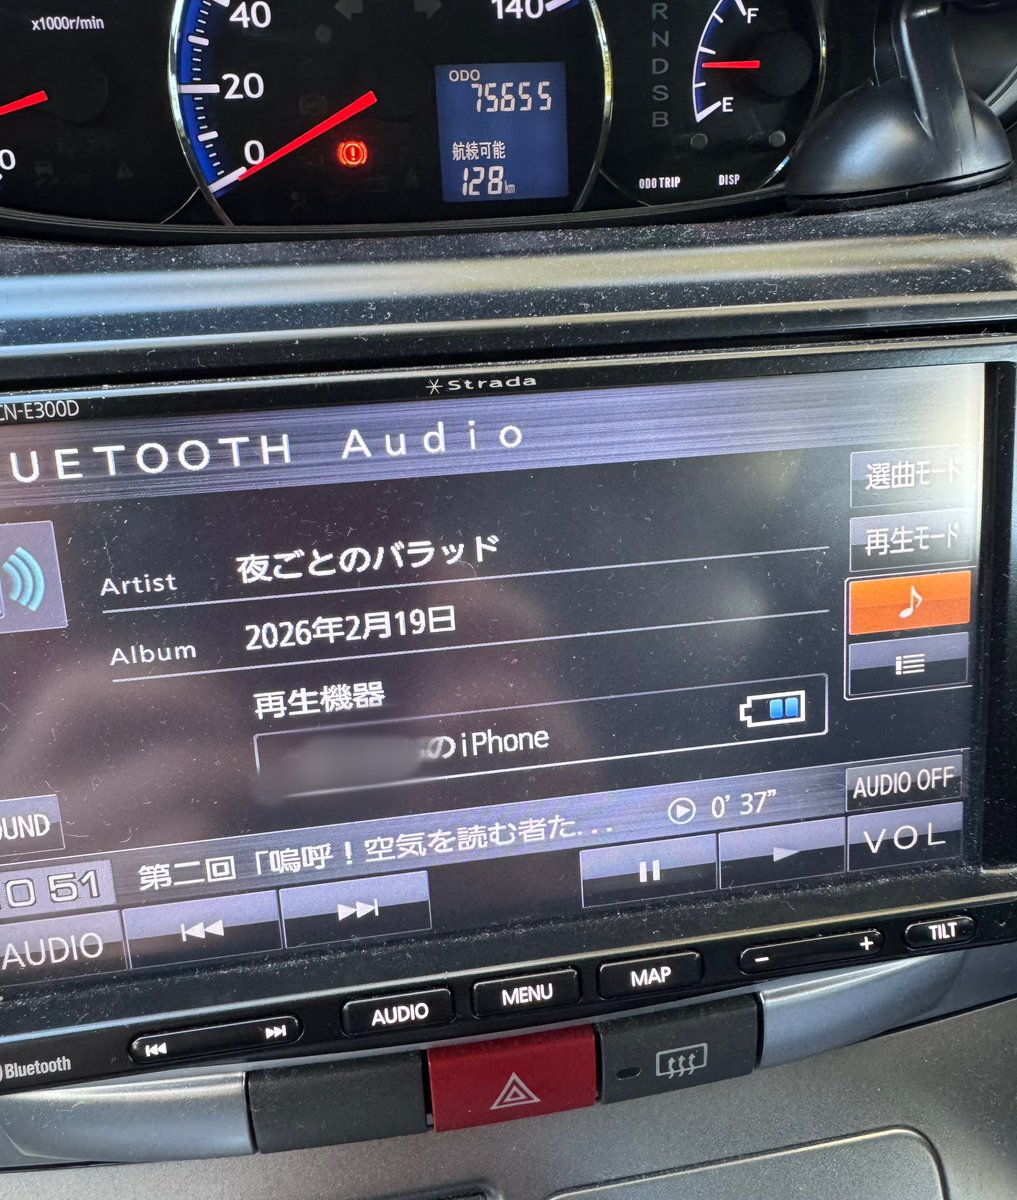 x1000r/min
40
140
20
0
0
ODO
75655
航続可能
128km
R
N
D
S
B
F
E
ODO TRIP
DISP
Strada
CN-E300D
UETOOTH Audio
選曲モード
再生モード
Artist 夜ごとのバラッド
Album 2026年2月19日
再生機器
のiPhone
AUDIO OFF
OUND
第二回「嗚呼！空気を読む者た... 0’37”
51
VOL
AUDIO
AUDIO
MENU
MAP
- +
TILT
Bluetooth